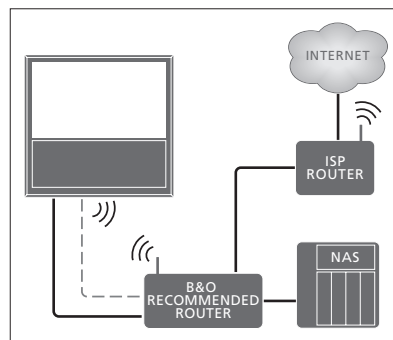 INTERNET
ISP
ROUTER
NAS
B&O
RECOMMENDED
ROUTER